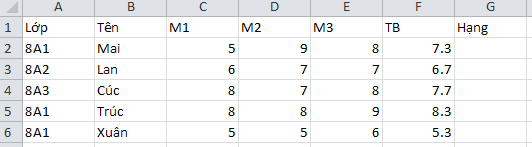 A B C D E F G
1 Lớp Tên M1 M2 M3 TB Hạng
2 8A1 Mai 5 9 8 7.3
3 8A2 Lan 6 7 7 6.7
4 8A3 Cúc 8 7 8 7.7
5 8A1 Trúc 8 8 9 8.3
6 8A1 Xuân 5 5 6 5.3